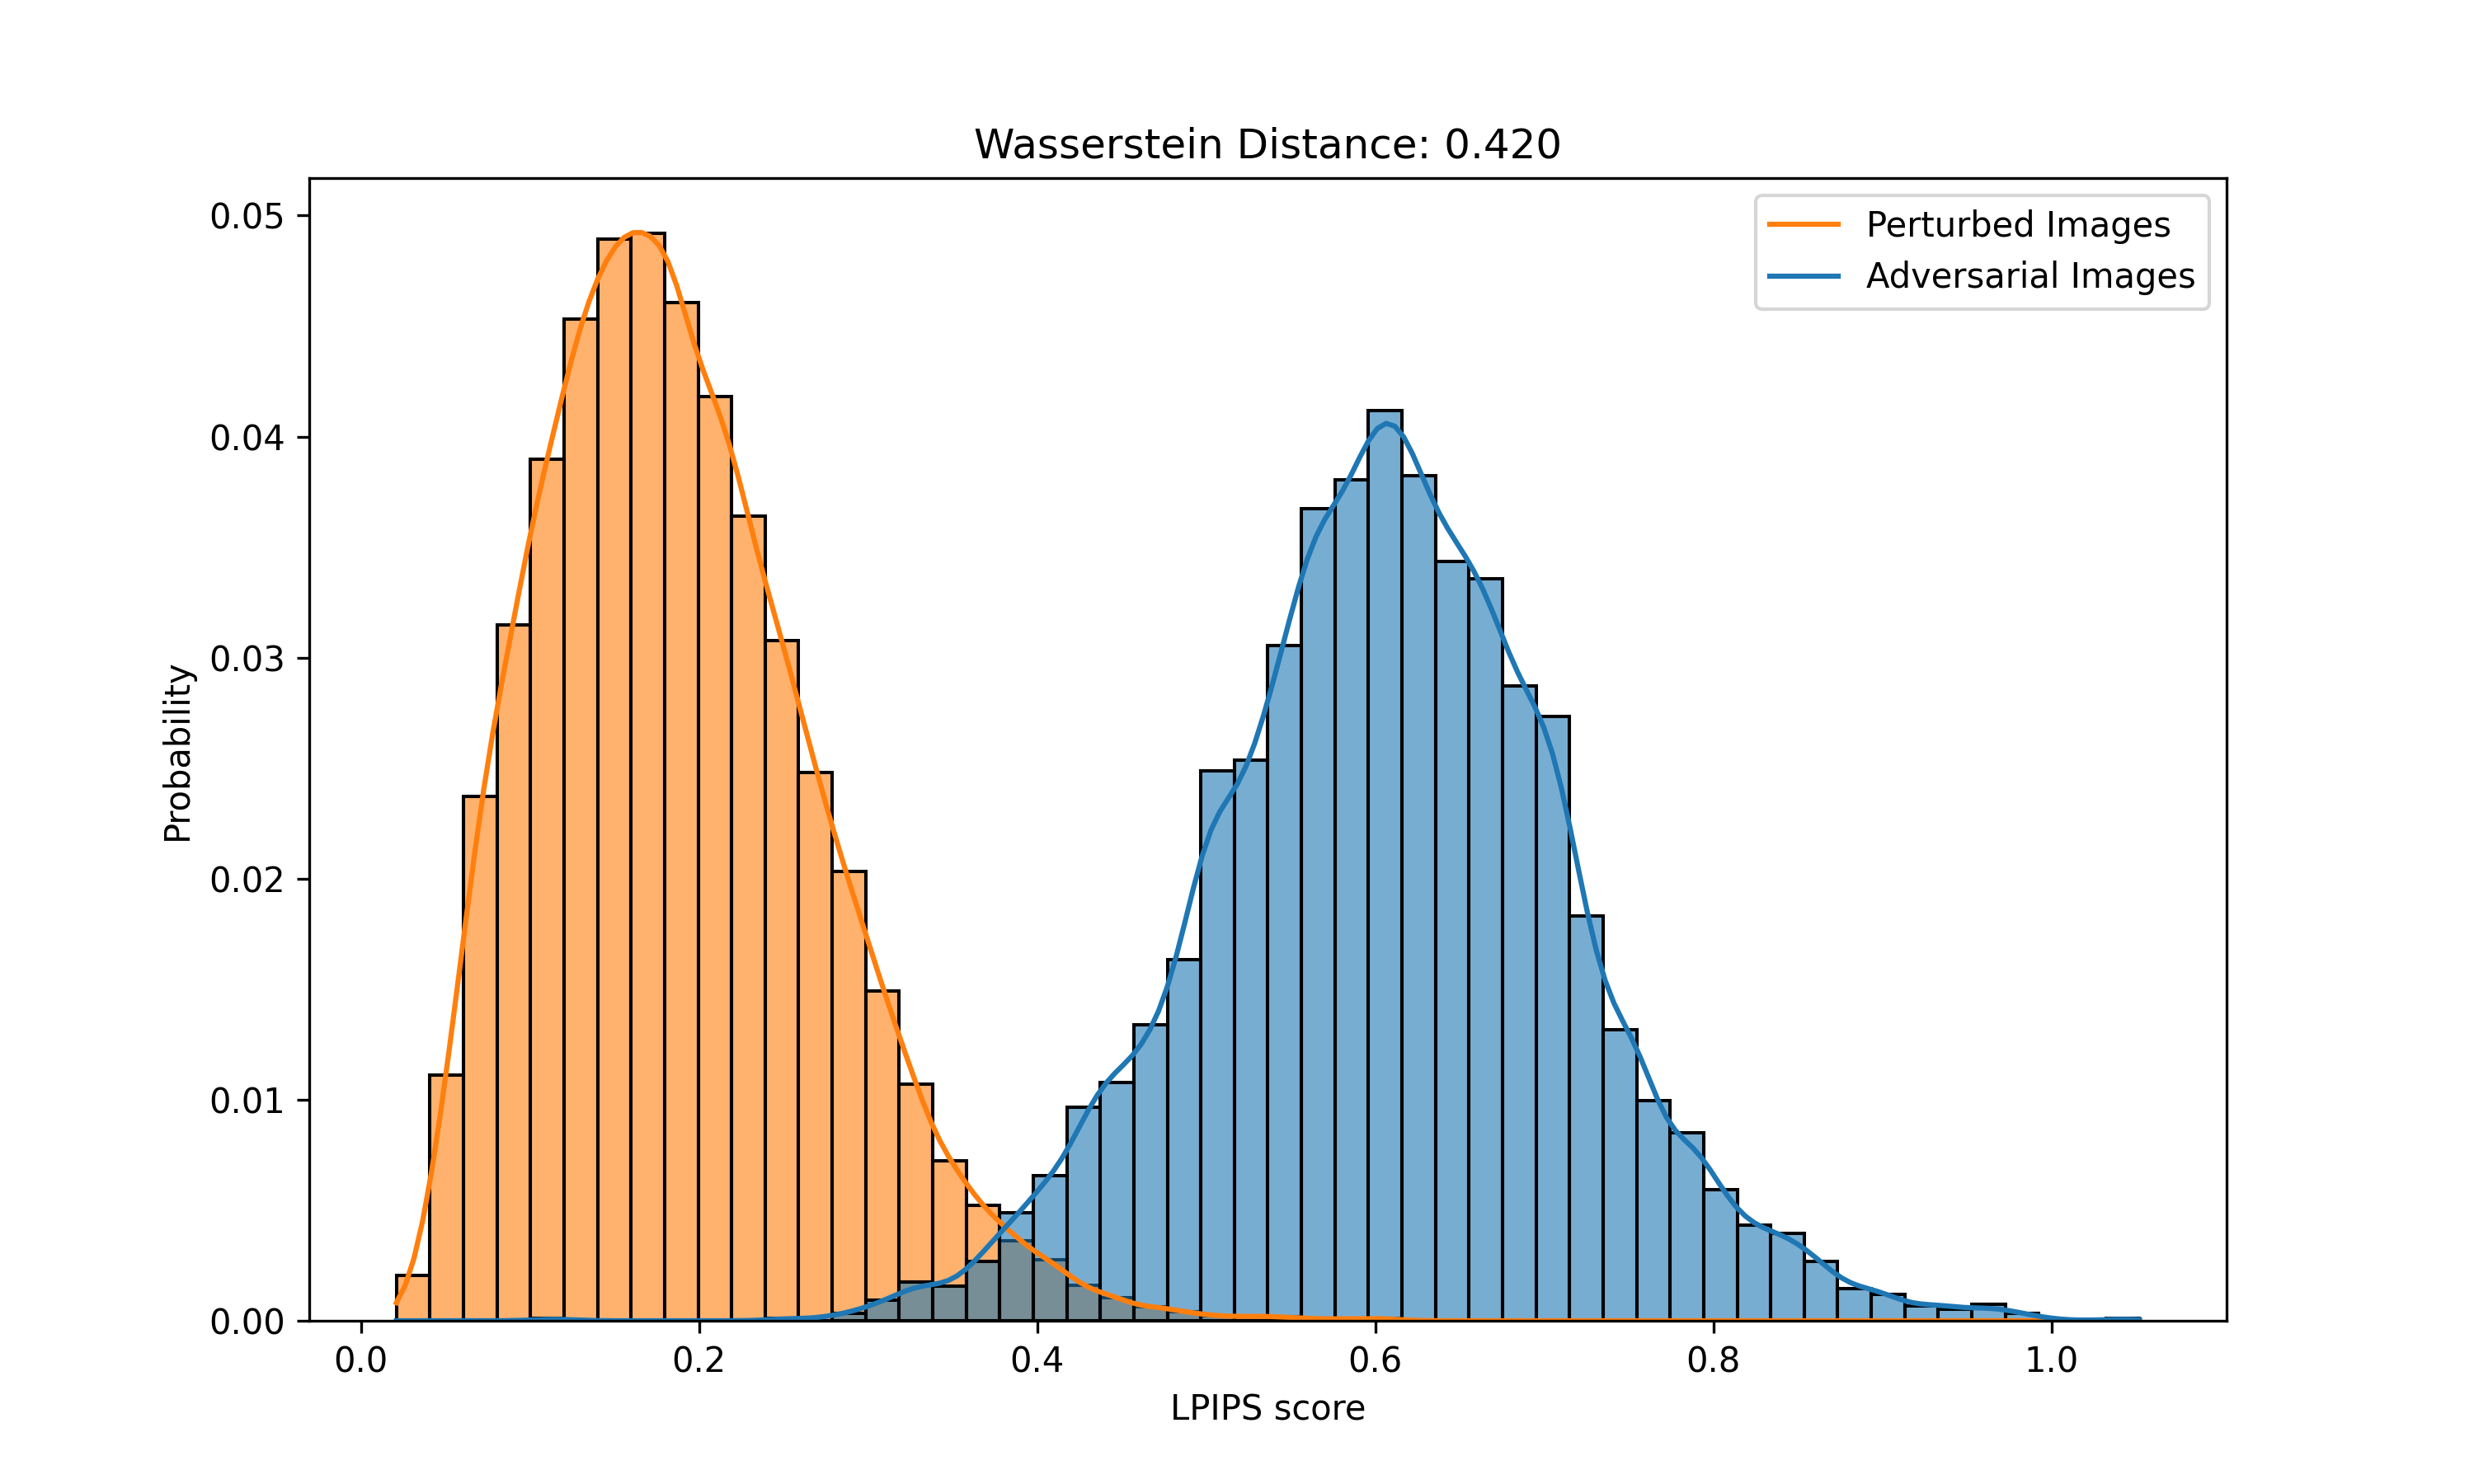 Wasserstein Distance: 0.420
Perturbed Images
Adversarial Images
Probability
0.05
0.04
0.03
0.02
0.01
0.00
0.0 0.2 0.4 0.6 0.8 1.0
LPIPS score